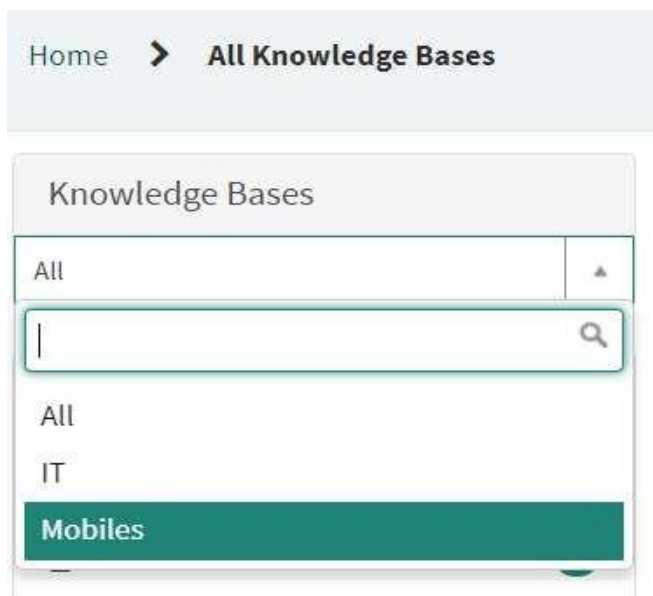 Home > All Knowledge Bases
Knowledge Bases
All
All
IT
Mobiles